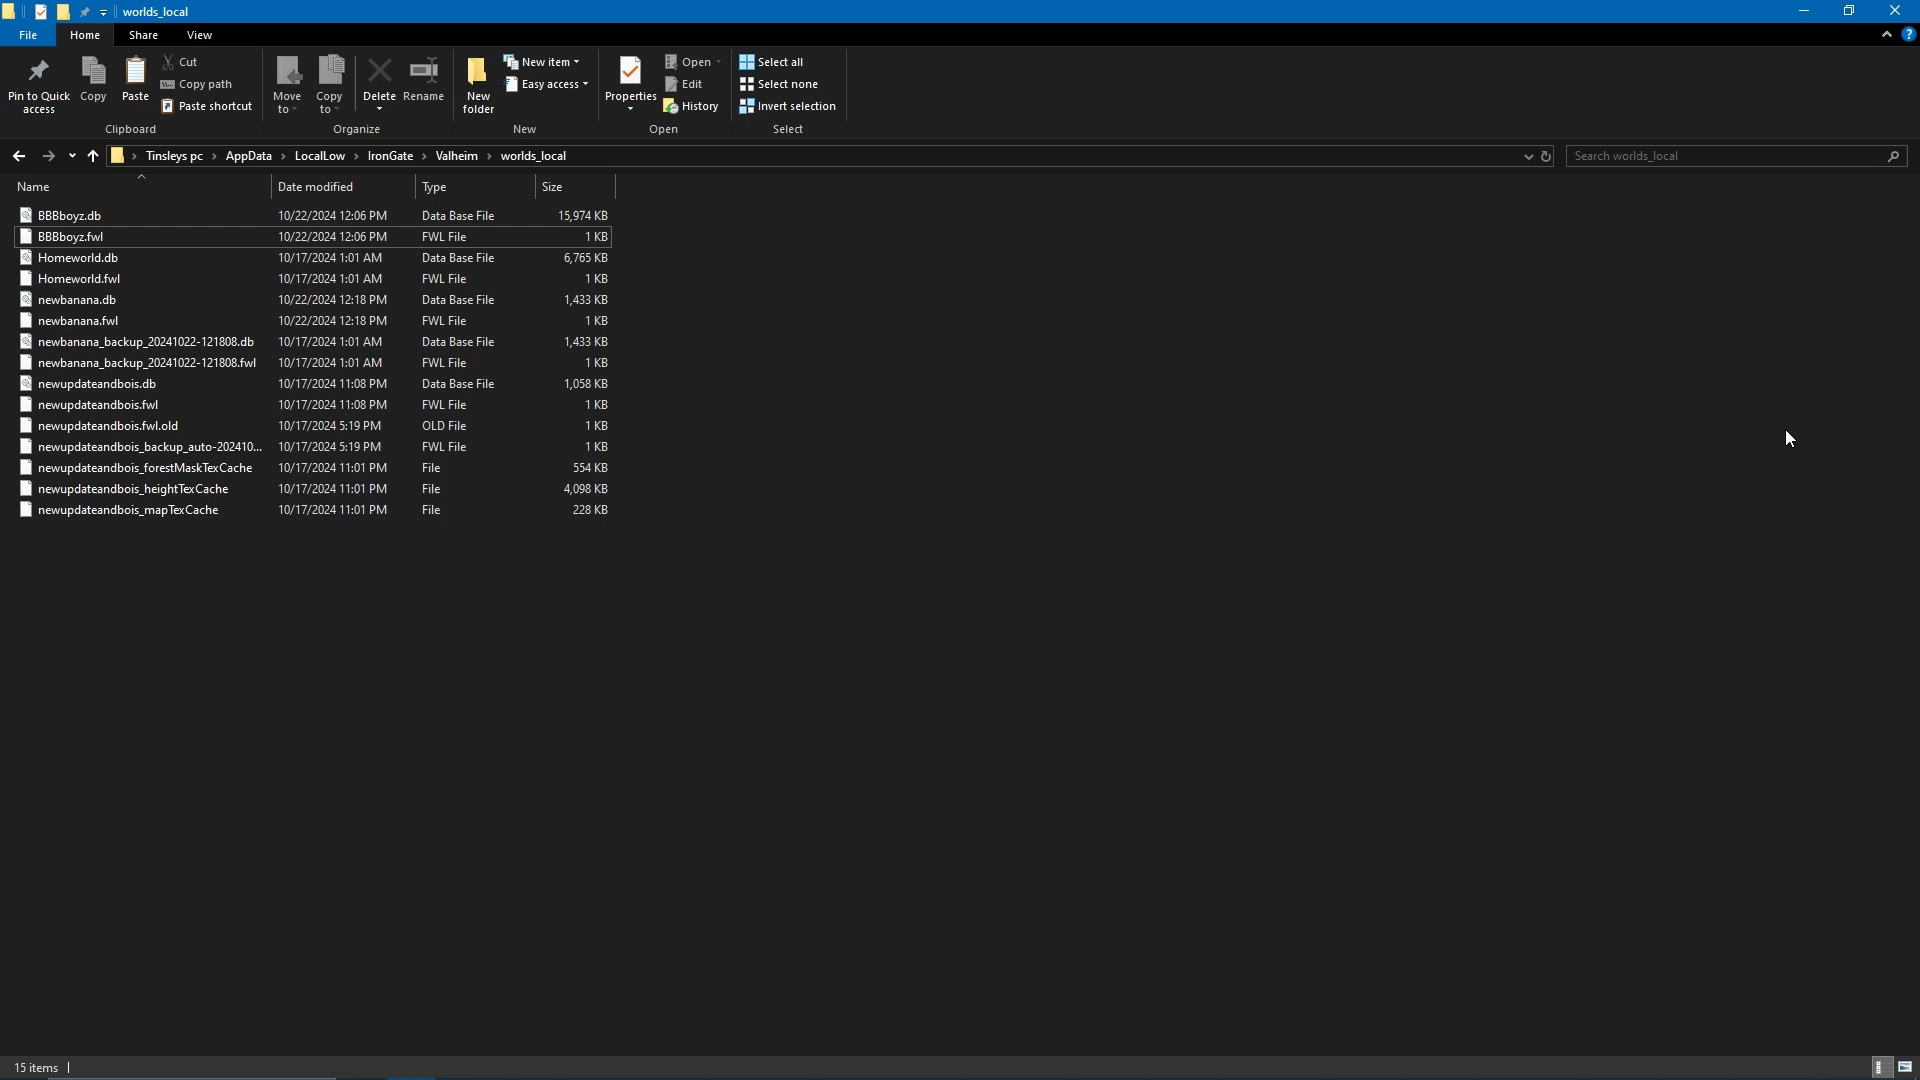 worlds_local
File Home Share View
Pin to Quick access
Copy
Paste
Cut
Copy path
Paste shortcut
Clipboard
Move to
Copy to
Delete
Rename
Organize
New folder
New item
Easy access
New
Properties
Open
Edit
History
Open
Select all
Select none
Invert selection
Select
Tinsleys pc › AppData › LocalLow › IronGate › Valheim › worlds_local
Search worlds_local
Name Date modified Type Size
BBBboyz.db 10/22/2024 12:06 PM Data Base File 15,974 KB
BBBboyz.fwl 10/22/2024 12:06 PM FWL File 1 KB
Homeworld.db 10/17/2024 1:01 AM Data Base File 6,765 KB
Homeworld.fwl 10/17/2024 1:01 AM FWL File 1 KB
newbanana.db 10/22/2024 12:18 PM Data Base File 1,433 KB
newbanana.fwl 10/22/2024 12:18 PM FWL File 1 KB
newbanana_backup_20241022-121808.db 10/17/2024 1:01 AM Data Base File 1,433 KB
newbanana_backup_20241022-121808.fwl 10/17/2024 1:01 AM FWL File 1 KB
newupdateandbois.db 10/17/2024 11:08 PM Data Base File 1,058 KB
newupdateandbois.fwl 10/17/2024 11:08 PM FWL File 1 KB
newupdateandbois.fwl.old 10/17/2024 5:19 PM OLD File 1 KB
newupdateandbois_backup_auto-202410... 10/17/2024 5:19 PM FWL File 1 KB
newupdateandbois_forestMaskTexCache 10/17/2024 11:01 PM File 554 KB
newupdateandbois_heightTexCache 10/17/2024 11:01 PM File 4,098 KB
newupdateandbois_mapTexCache 10/17/2024 11:01 PM File 228 KB
15 items